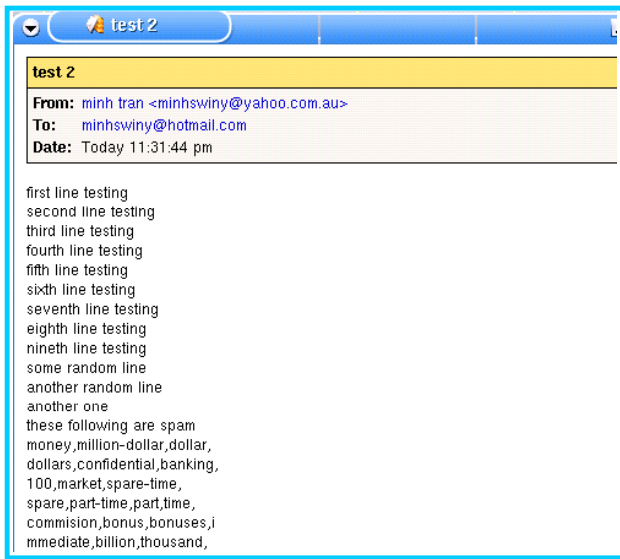 test 2
test 2
From: minh tran <minhswiny@yahoo.com.au>
To: minhswiny@hotmail.com
Date: Today 11:31:44 pm
first line testing
second line testing
third line testing
fourth line testing
fifth line testing
sixth line testing
seventh line testing
eighth line testing
nineth line testing
some random line
another random line
another one
these following are spam
money,million-dollar,dollar,
dollars,confidential,banking,
100,market,spare-time,
spare,part-time,part,time,
commision,bonus,bonuses,i
mmediate,billion,thousand,